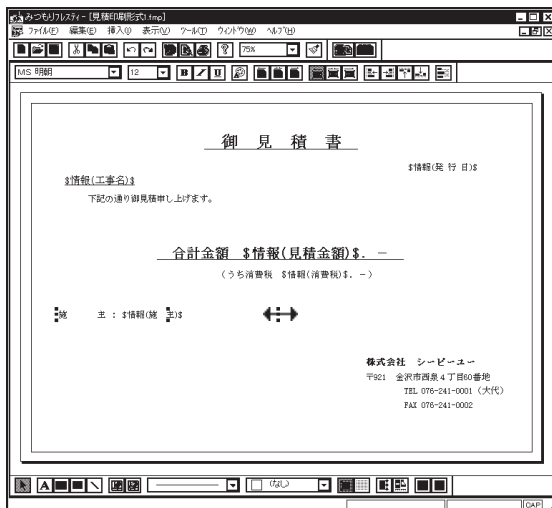 みつもりフレスティ - [見積印刷形式1.fmp]
ファイル(F) 編集(E) 挿入(I) 表示(V) ツール(T) ウィンドウ(W) ヘルプ(H)
75%
MS 明朝 12 B I U
御 見 積 書
$情報(発 行 日)$
$情報(工事名)$
下記の通り御見積申し上げます。
合計金額 $情報(見積金額)$. －
(うち消費税 $情報(消費税)$. －)
施 主 : $情報(施 主)$
株式会社 シーピーユー
〒921 金沢市西泉4丁目60番地
TEL 076-241-0001 (大代)
FAX 076-241-0002
A (なし)
CAP